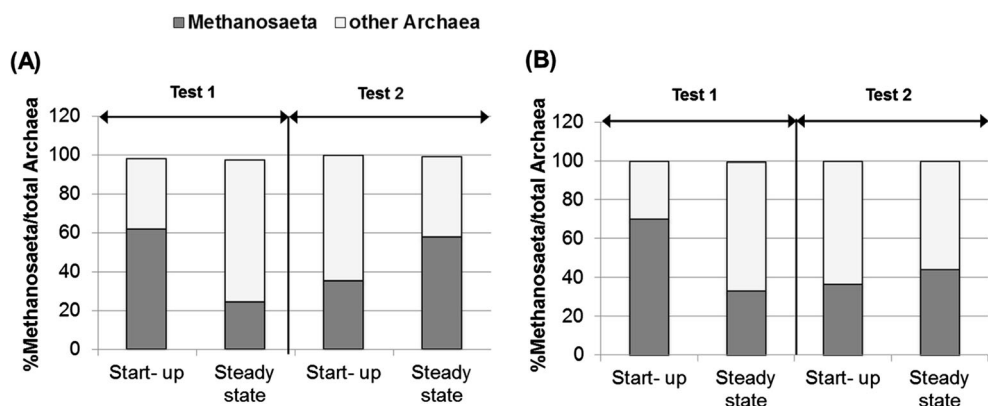 Methanosaeta other Archaea
(A)
Test 1 Test 2
%Methanosaeta/total Archaea
120
100
80
60
40
20
0
Start- up Steady state Start- up Steady state
(B)
Test 1 Test 2
%Methanosaeta/total Archaea
120
100
80
60
40
20
0
Start- up Steady state Start- up Steady state